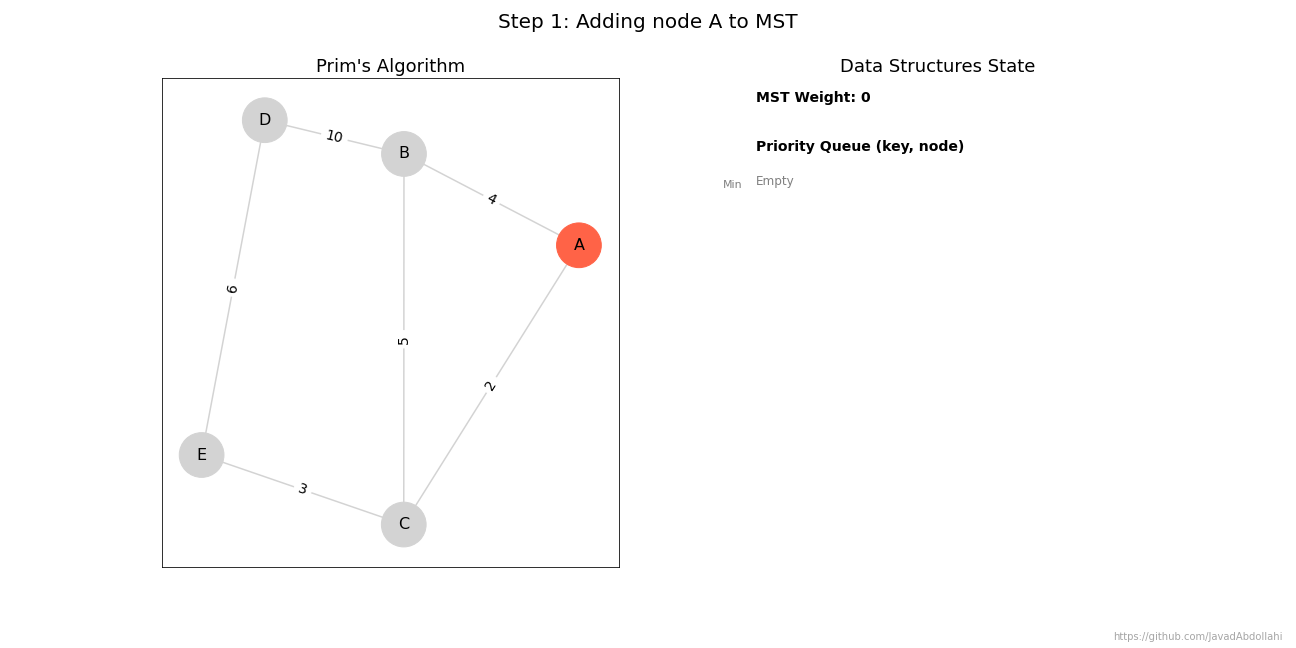 Step 1: Adding node A to MST
Prim's Algorithm
D
10
B
4
A
6
5
2
E
3
C
Data Structures State
MST Weight: 0
Priority Queue (key, node)
Min Empty
https://github.com/JavadAbdollahi